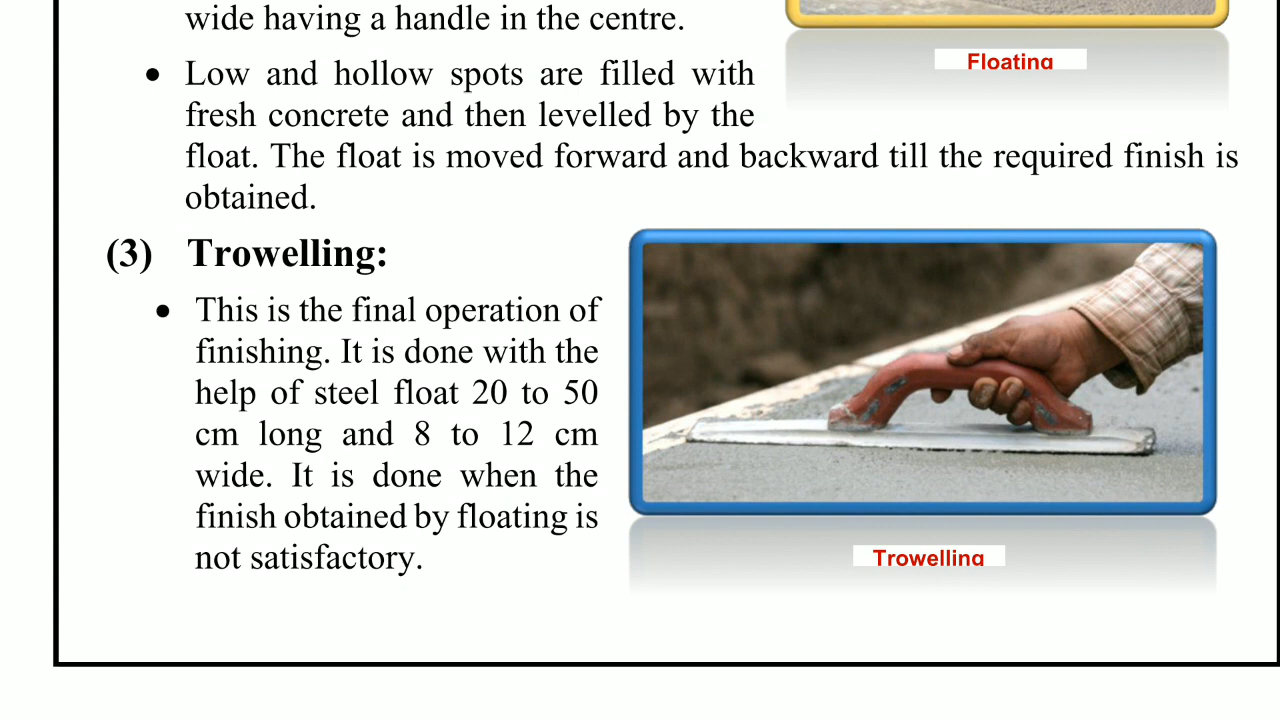 wide having a handle in the centre.
Floating
• Low and hollow spots are filled with
fresh concrete and then levelled by the
float. The float is moved forward and backward till the required finish is
obtained.
(3) Trowelling:
• This is the final operation of
finishing. It is done with the
help of steel float 20 to 50
cm long and 8 to 12 cm
wide. It is done when the
finish obtained by floating is
not satisfactory.
Trowelling